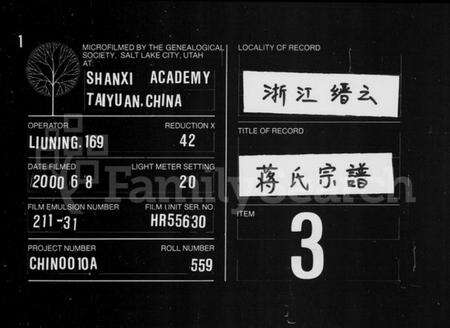 1
MICROFILMED BY THE GENEALOGICAL
SOCIETY, SALT LAKE CITY, UTAH
AT:
SHANXI ACADEMY
TAIYUAN.CHINA
OPERATOR REDUCTION X
LIUNING.169 42
DATE FILMED LIGHT METER SETTING
2000 6 8 20
FILM EMULSION NUMBER FILM UNIT SER. NO.
211-31 HR55630
PROJECT NUMBER ROLL NUMBER
CHIN0010A 559
LOCALITY OF RECORD
浙江缙云
TITLE OF RECORD
蒋氏宗譜
ITEM
3
FamilySearch